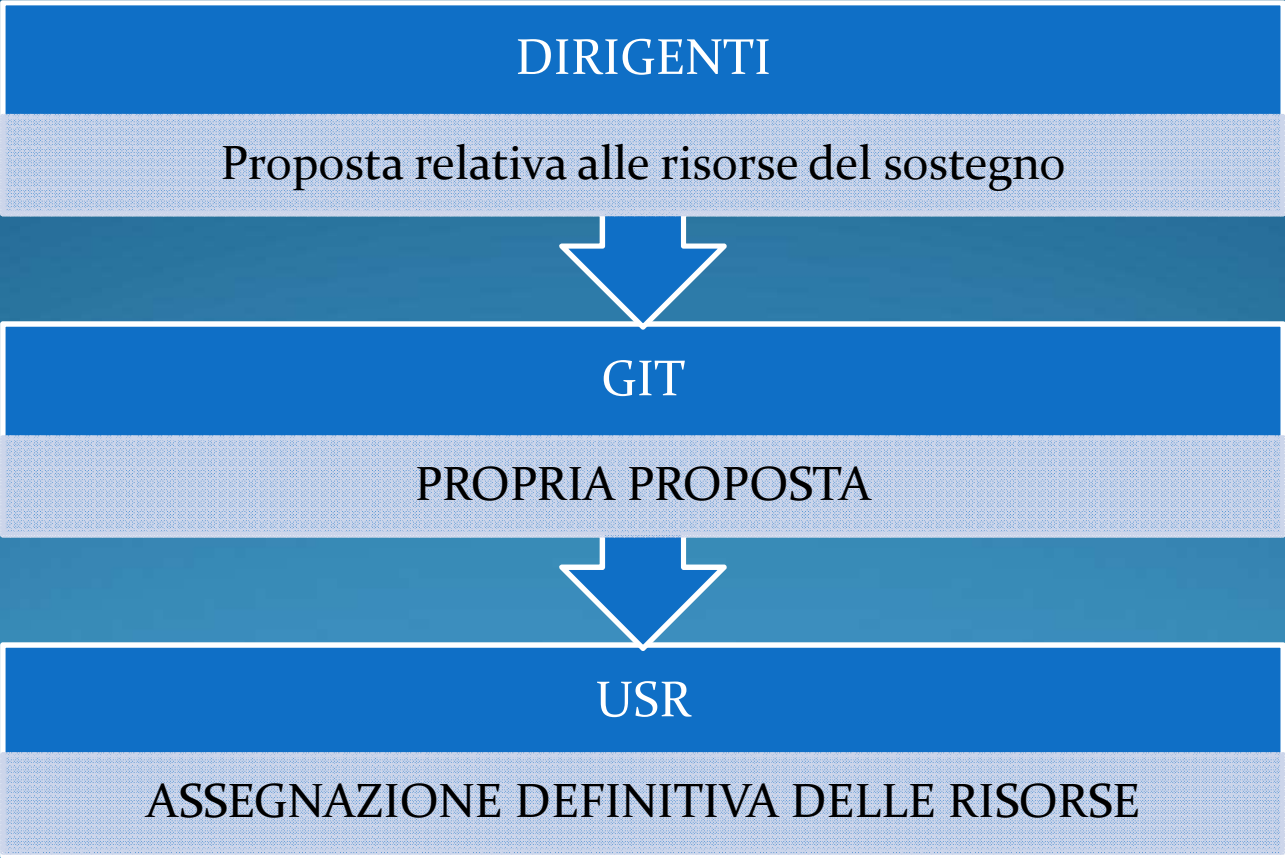 DIRIGENTI
Proposta relativa alle risorse del sostegno
GIT
PROPRIA PROPOSTA
USR
ASSEGNAZIONE DEFINITIVA DELLE RISORSE